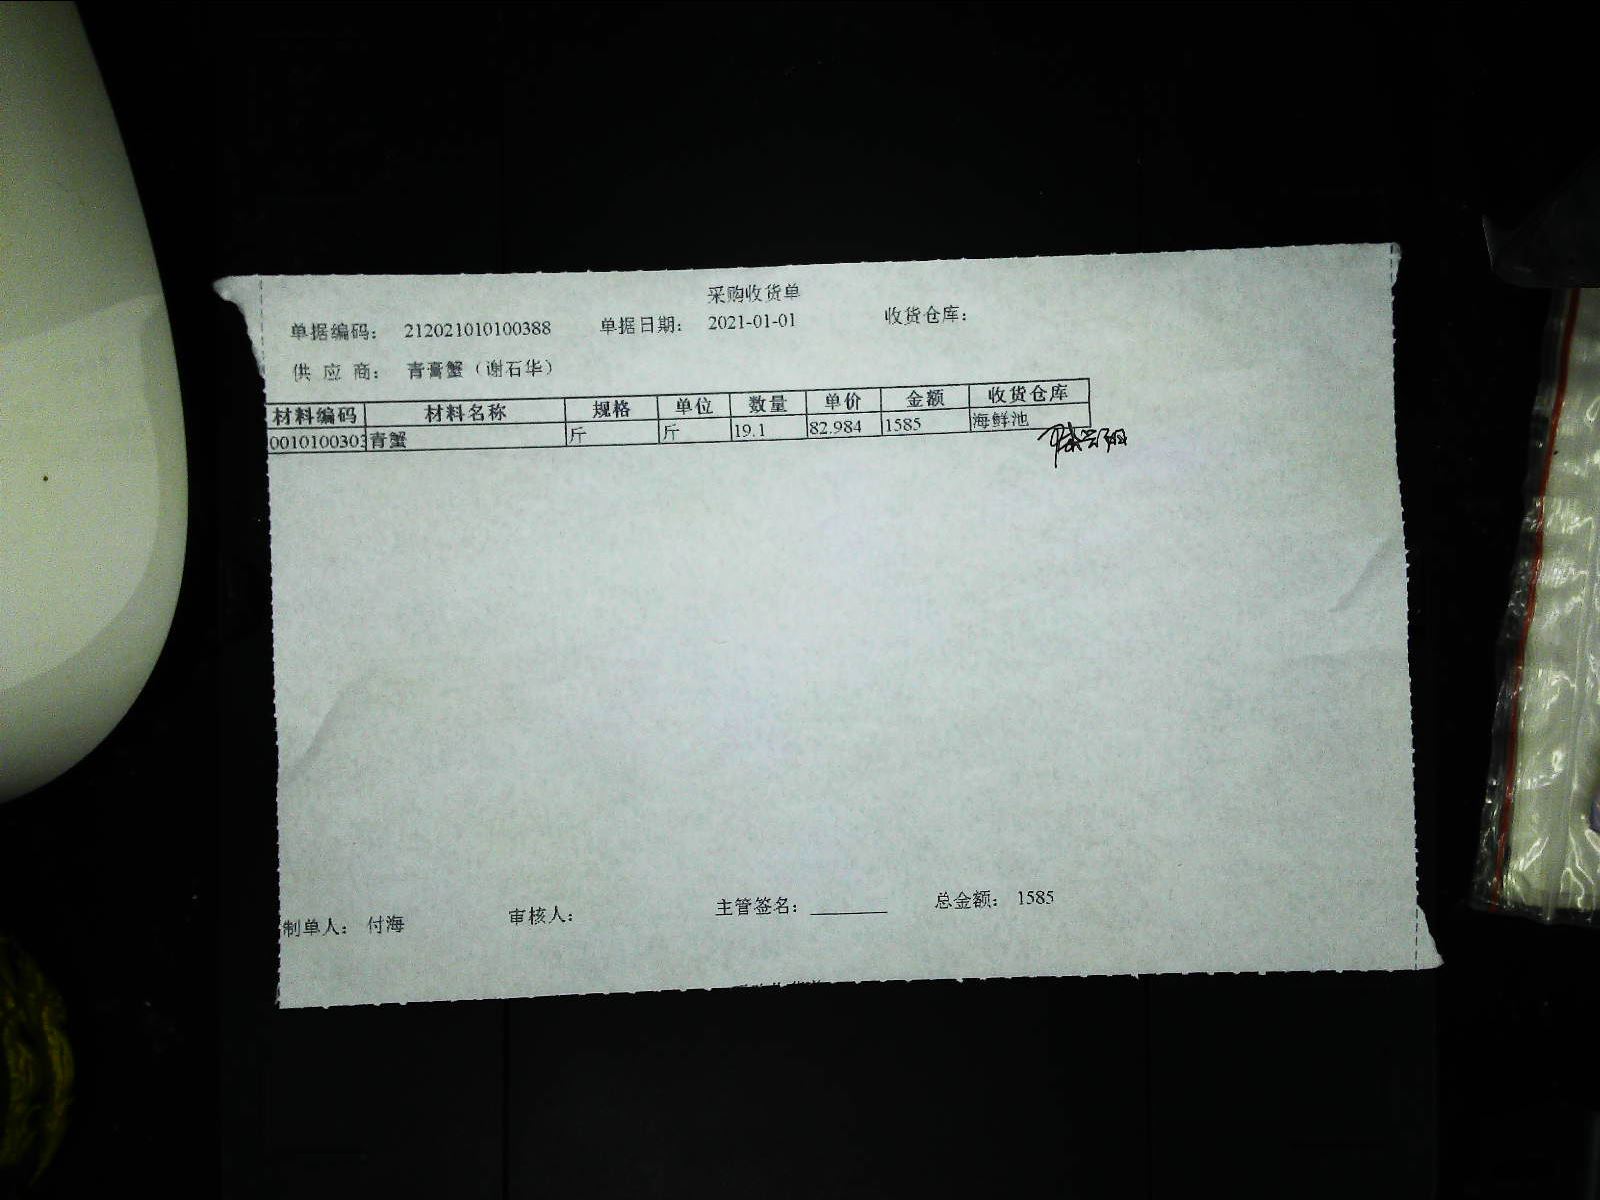 采购收货单
单据编码： 212021010100388 单据日期： 2021-01-01 收货仓库：
供 应 商： 青膏蟹（谢石华）
材料编码 材料名称 规格 单位 数量 单价 金额 收货仓库
0010100303 青蟹 斤 斤 19.1 82.984 1585 海鲜池
制单人： 付海 审核人： 主管签名： ________ 总金额： 1585